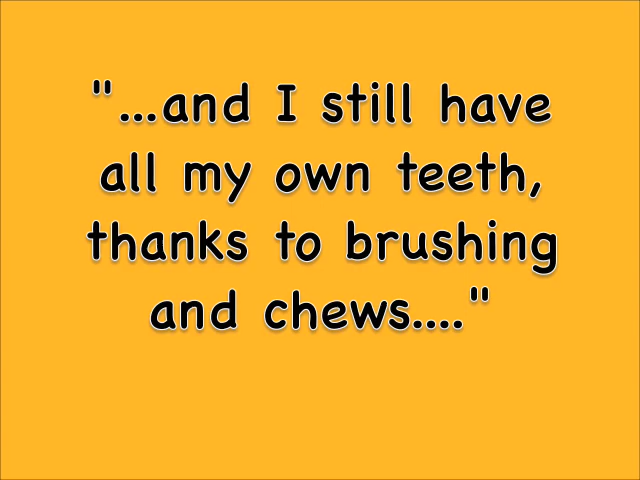 "...and I still have
all my own teeth,
thanks to brushing
and chews...."